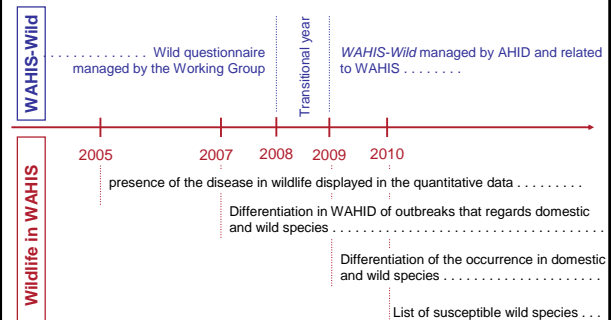 WAHIS-Wild
. . . . . . . . . . . . . . Wild questionnaire
managed by the Working Group
Transitional year
WAHIS-Wild managed by AHID and related
to WAHIS . . . . . . . .
2005
2007
2008
2009
2010
Wildlife in WAHIS
presence of the disease in wildlife displayed in the quantitative data . . . . . . . . .
Differentiation in WAHID of outbreaks that regards domestic
and wild species . . . . . . . . . . . . . . . . . . . . . . . . . . . . . . . . . . . . .
Differentiation of the occurrence in domestic
and wild species . . . . . . . . . . . . . . . . . . . . .
List of susceptible wild species . . .